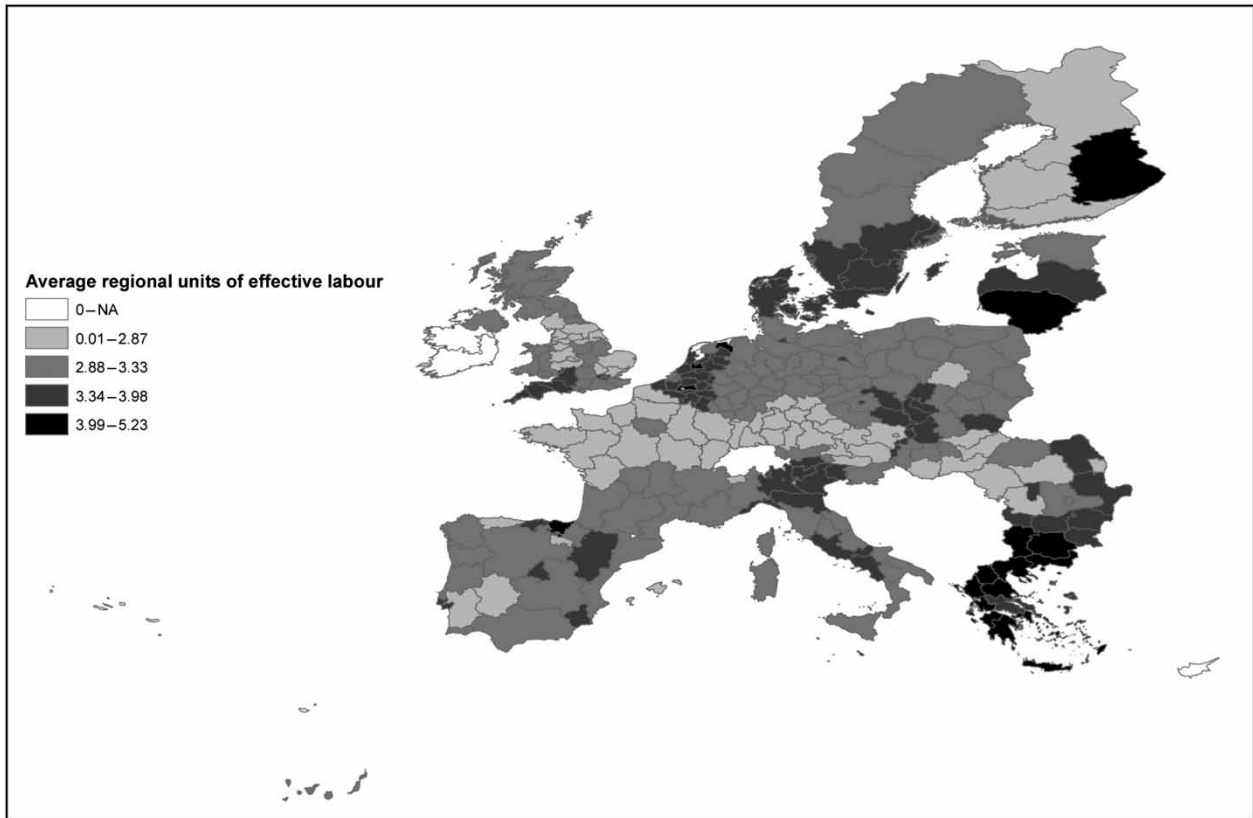 Average regional units of effective labour
0–NA
0.01–2.87
2.88–3.33
3.34–3.98
3.99–5.23